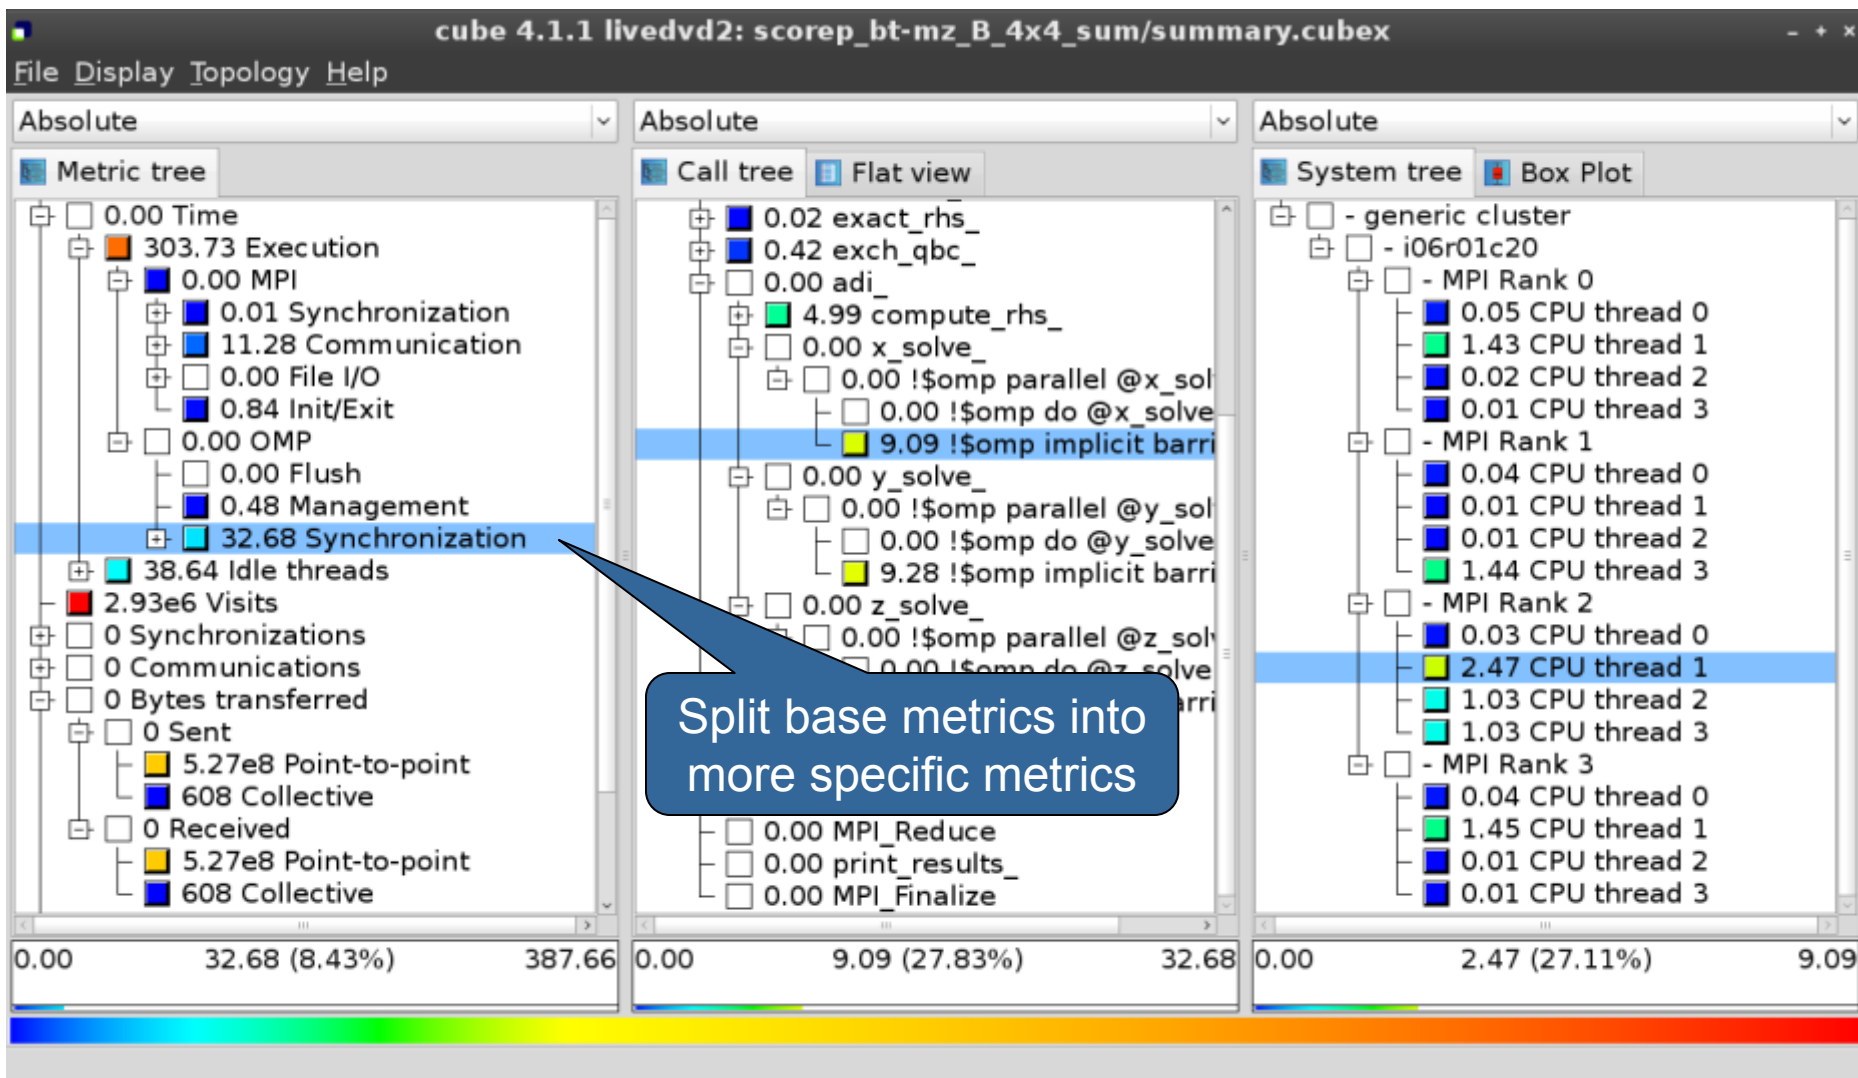 cube 4.1.1 livedvd2: scorep_bt-mz_B_4x4_sum/summary.cubex
File Display Topology Help
Absolute
Metric tree
0.00 Time
303.73 Execution
0.00 MPI
0.01 Synchronization
11.28 Communication
0.00 File I/O
0.84 Init/Exit
0.00 OMP
0.00 Flush
0.48 Management
32.68 Synchronization
38.64 Idle threads
2.93e6 Visits
0 Synchronizations
0 Communications
0 Bytes transferred
0 Sent
5.27e8 Point-to-point
608 Collective
0 Received
5.27e8 Point-to-point
608 Collective
0.00 32.68 (8.43%) 387.66
Absolute
Call tree Flat view
0.02 exact_rhs_
0.42 exch_qbc_
0.00 adi_
4.99 compute_rhs_
0.00 x_solve_
0.00 !$omp parallel @x_sol
0.00 !$omp do @x_solve
9.09 !$omp implicit barri
0.00 y_solve_
0.00 !$omp parallel @y_sol
0.00 !$omp do @y_solve
9.28 !$omp implicit barri
0.00 z_solve_
0.00 !$omp parallel @z_solv
0.00 !$omp do @z_solve
arri
Split base metrics into
more specific metrics
0.00 MPI_Reduce
0.00 print_results_
0.00 MPI_Finalize
0.00 9.09 (27.83%) 32.68
Absolute
System tree Box Plot
- generic cluster
- i06r01c20
- MPI Rank 0
0.05 CPU thread 0
1.43 CPU thread 1
0.02 CPU thread 2
0.01 CPU thread 3
- MPI Rank 1
0.04 CPU thread 0
0.01 CPU thread 1
0.01 CPU thread 2
1.44 CPU thread 3
- MPI Rank 2
0.03 CPU thread 0
2.47 CPU thread 1
1.03 CPU thread 2
1.03 CPU thread 3
- MPI Rank 3
0.04 CPU thread 0
1.45 CPU thread 1
0.01 CPU thread 2
0.01 CPU thread 3
0.00 2.47 (27.11%) 9.09